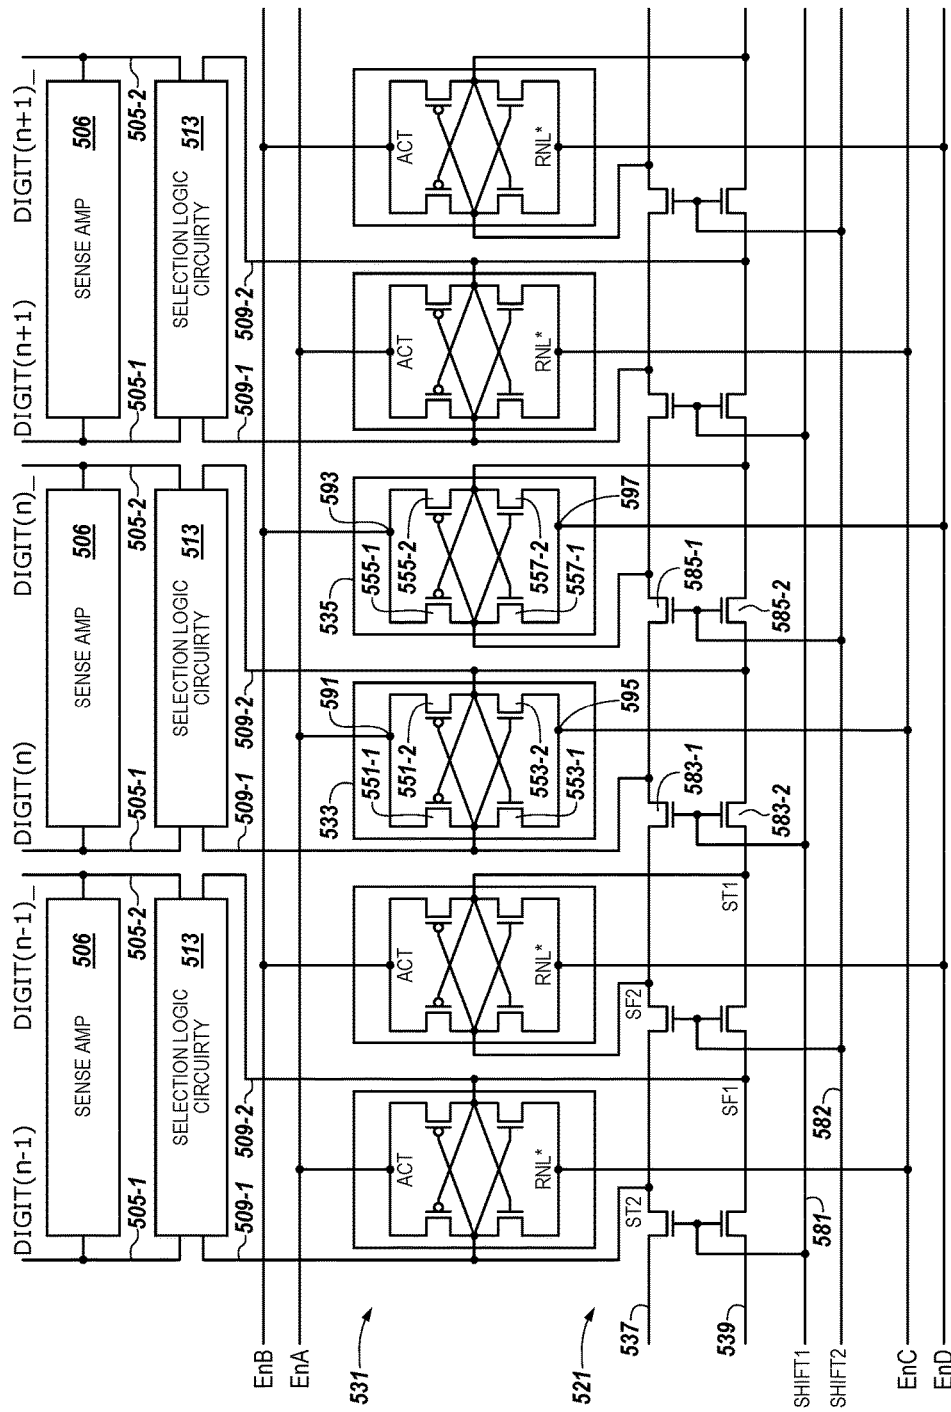 DIGIT(n-1)
DIGIT(n-1)_
DIGIT(n)
DIGIT(n)_
DIGIT(n+1)
DIGIT(n+1)_
SENSE AMP
506
SENSE AMP
506
SENSE AMP
506
505-1
505-2
505-1
505-2
505-1
505-2
SELECTION LOGIC
CIRCUIRTY
513
SELECTION LOGIC
CIRCUIRTY
513
SELECTION LOGIC
CIRCUIRTY
513
509-1
509-2
509-1
509-2
509-1
509-2
EnB
EnA
531
533
591
535
593
ACT
ACT
551-1
551-2
555-1
555-2
ACT
ACT
RNL*
RNL*
553-1
553-2
595
557-1
557-2
597
RNL*
RNL*
521
ST2
SF2
537
583-1
585-1
539
SF1
ST1
583-2
585-2
SHIFT1
581
SHIFT2
582
EnC
EnD